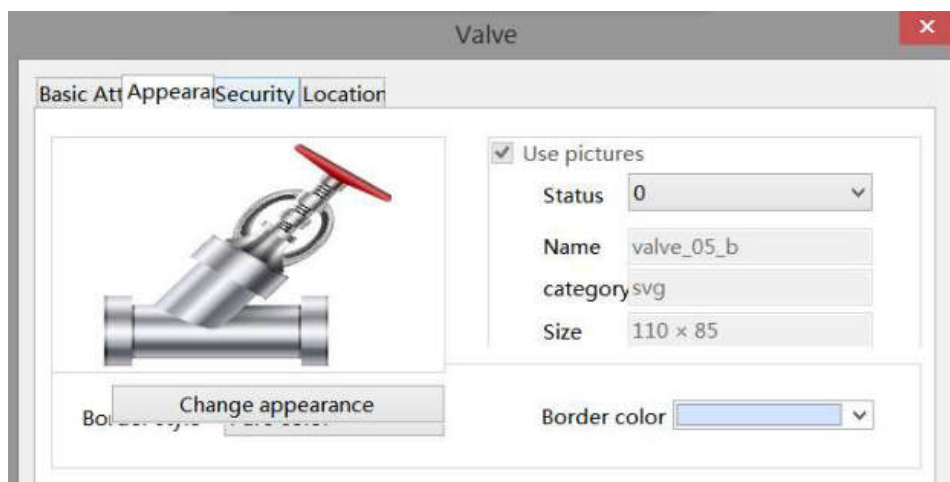 Valve
Basic Att Appearar Security Location
Use pictures
Status 0
Name valve_05_b
category svg
Size 110 × 85
Change appearance
Border color